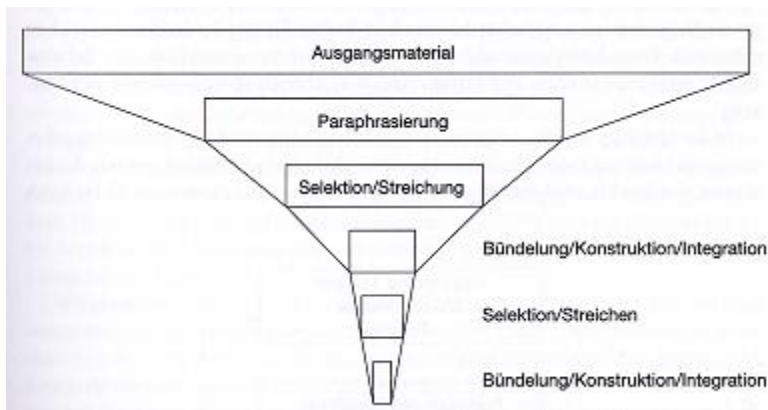 Ausgangsmaterial
Paraphrasierung
Selektion/Streichung
Bündelung/Konstruktion/Integration
Selektion/Streichen
Bündelung/Konstruktion/Integration